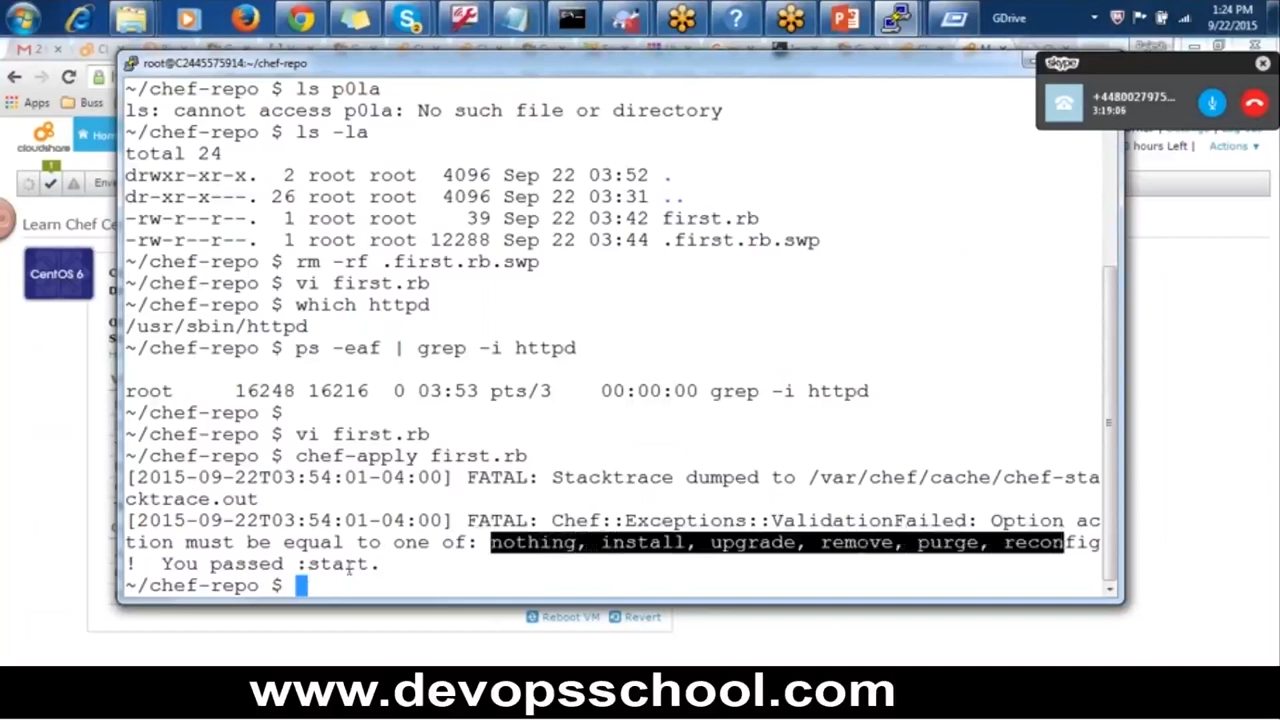 GDrive
1:24 PM
9/22/2015
root@C2445575914:~/chef-repo
skype
+4480027975...
3:19:06
Apps
Buss
cloudshare
Hom
0 hours Left
Actions
Env
Learn Chef Ce
CentOS 6
~/chef-repo $ ls p0la
ls: cannot access p0la: No such file or directory
~/chef-repo $ ls -la
total 24
drwxr-xr-x.  2 root root  4096 Sep 22 03:52 .
dr-xr-x---. 26 root root  4096 Sep 22 03:31 ..
-rw-r--r--.  1 root root    39 Sep 22 03:42 first.rb
-rw-r--r--.  1 root root 12288 Sep 22 03:44 .first.rb.swp
~/chef-repo $ rm -rf .first.rb.swp
~/chef-repo $ vi first.rb
~/chef-repo $ which httpd
/usr/sbin/httpd
~/chef-repo $ ps -eaf | grep -i httpd
root     16248 16216  0 03:53 pts/3    00:00:00 grep -i httpd
~/chef-repo $
~/chef-repo $ vi first.rb
~/chef-repo $ chef-apply first.rb
[2015-09-22T03:54:01-04:00] FATAL: Stacktrace dumped to /var/chef/cache/chef-sta
cktrace.out
[2015-09-22T03:54:01-04:00] FATAL: Chef::Exceptions::ValidationFailed: Option ac
tion must be equal to one of: nothing, install, upgrade, remove, purge, reconfig
!  You passed :start.
~/chef-repo $
Reboot VM
Revert
www.devopsschool.com